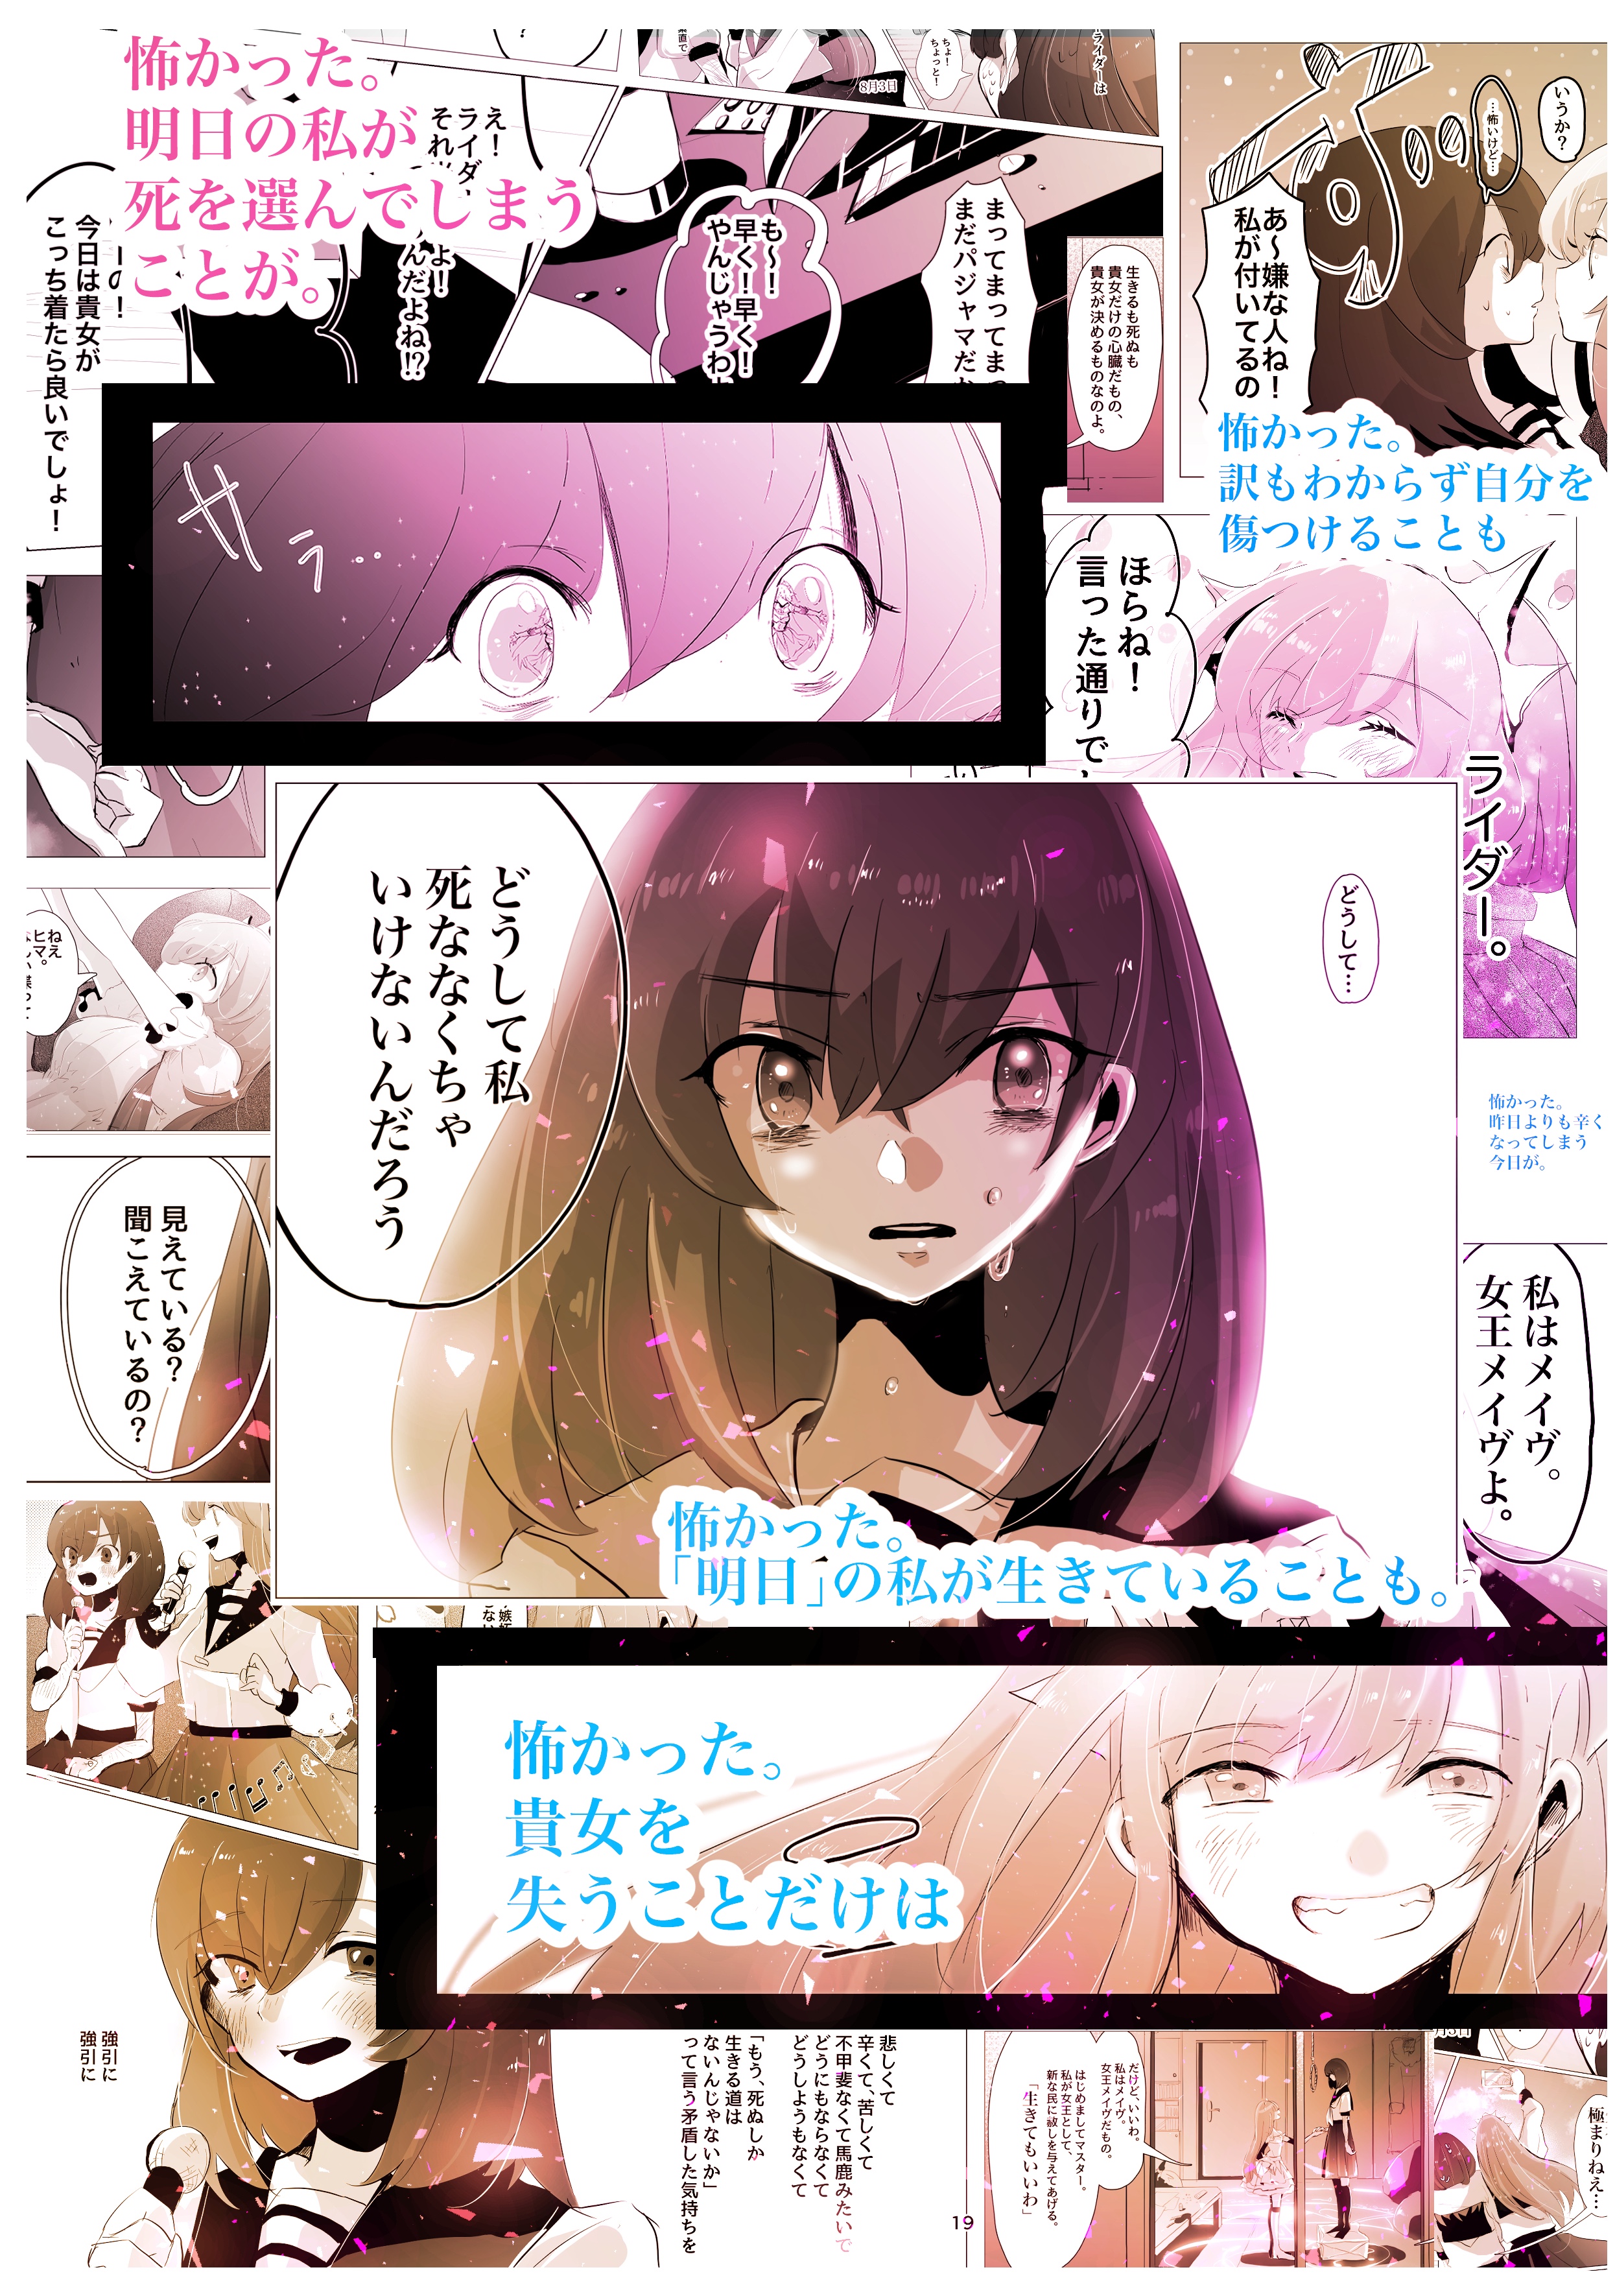 怖かった。
明日の私が
死を選んでしまう
ことが。
え！
ライダ
それ
よ！！
んだよね！？
今日は貴女が
こっち着たら良いでしょ！
も〜！
早く！早く！
やんじゃうわ
まってまってまっ
まだパジャマだか
ちょ！
ちょっと！
8月3日
ライダーは
いうか？
…怖いけど…
あ〜嫌な人ね！
私が付いてるの
生きるも死ぬも
貴女だけの心臓だもの、
貴女が決めるものなのよ。
怖かった。
訳もわからず自分を
傷つけることも
サラ…
ほらね！
言った通りで
ライダー。
どうして…
どうして私
死ななくちゃ
いけないんだろう
ねえ
ヒマ。
怖かった。
昨日よりも辛く
なってしまう
今日が。
見えている？
聞こえているの？
私はメイヴ。
女王メイヴよ。
怖かった。
「明日」の私が生きていることも。
嫉妬
ない
怖かった。
貴女を
失うことだけは
強引に
強引に
悲しくて
辛くて、苦しくて
不甲斐なくて馬鹿みたいで
どうにもならなくて
どうしようもなくて
「もう、死ぬしか
生きる道は
ないんじゃないか」
って言う矛盾した気持ちを
19
だけど、いいわ。
私はメイヴ。
女王メイヴだもの。
はじめましてマスター。
私が女王として、
新な民に赦しを与えてあげる。
「生きてもいいわ」
極まりねえ…